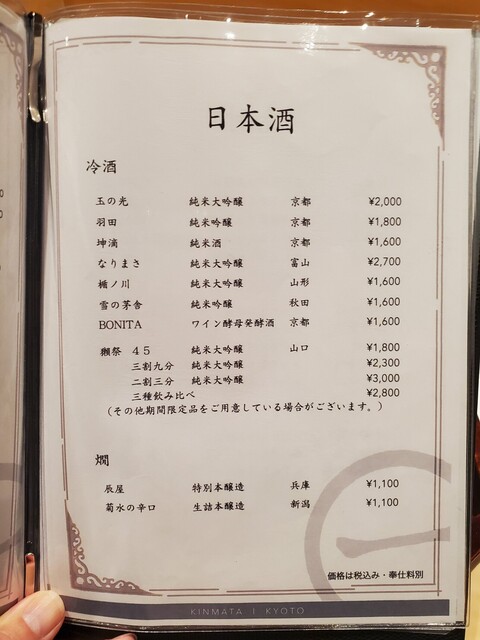 日本酒
冷酒
玉の光 純米大吟醸 京都 ¥2,000
羽田 純米吟醸 京都 ¥1,800
坤滴 純米酒 京都 ¥1,600
なりまさ 純米大吟醸 富山 ¥2,700
楯ノ川 純米大吟醸 山形 ¥1,600
雪の茅舎 純米吟醸 秋田 ¥1,600
BONITA ワイン酵母発酵酒 京都 ¥1,600
獺祭 45 純米大吟醸 山口 ¥1,800
三割九分 純米大吟醸 ¥2,300
二割三分 純米大吟醸 ¥3,000
三種飲み比べ ¥2,800
(その他期間限定品をご用意している場合がございます。)
燗
辰屋 特別本醸造 兵庫 ¥1,100
菊水の辛口 生詰本醸造 新潟 ¥1,100
価格は税込み・奉仕料別
KINMATA | KYOTO